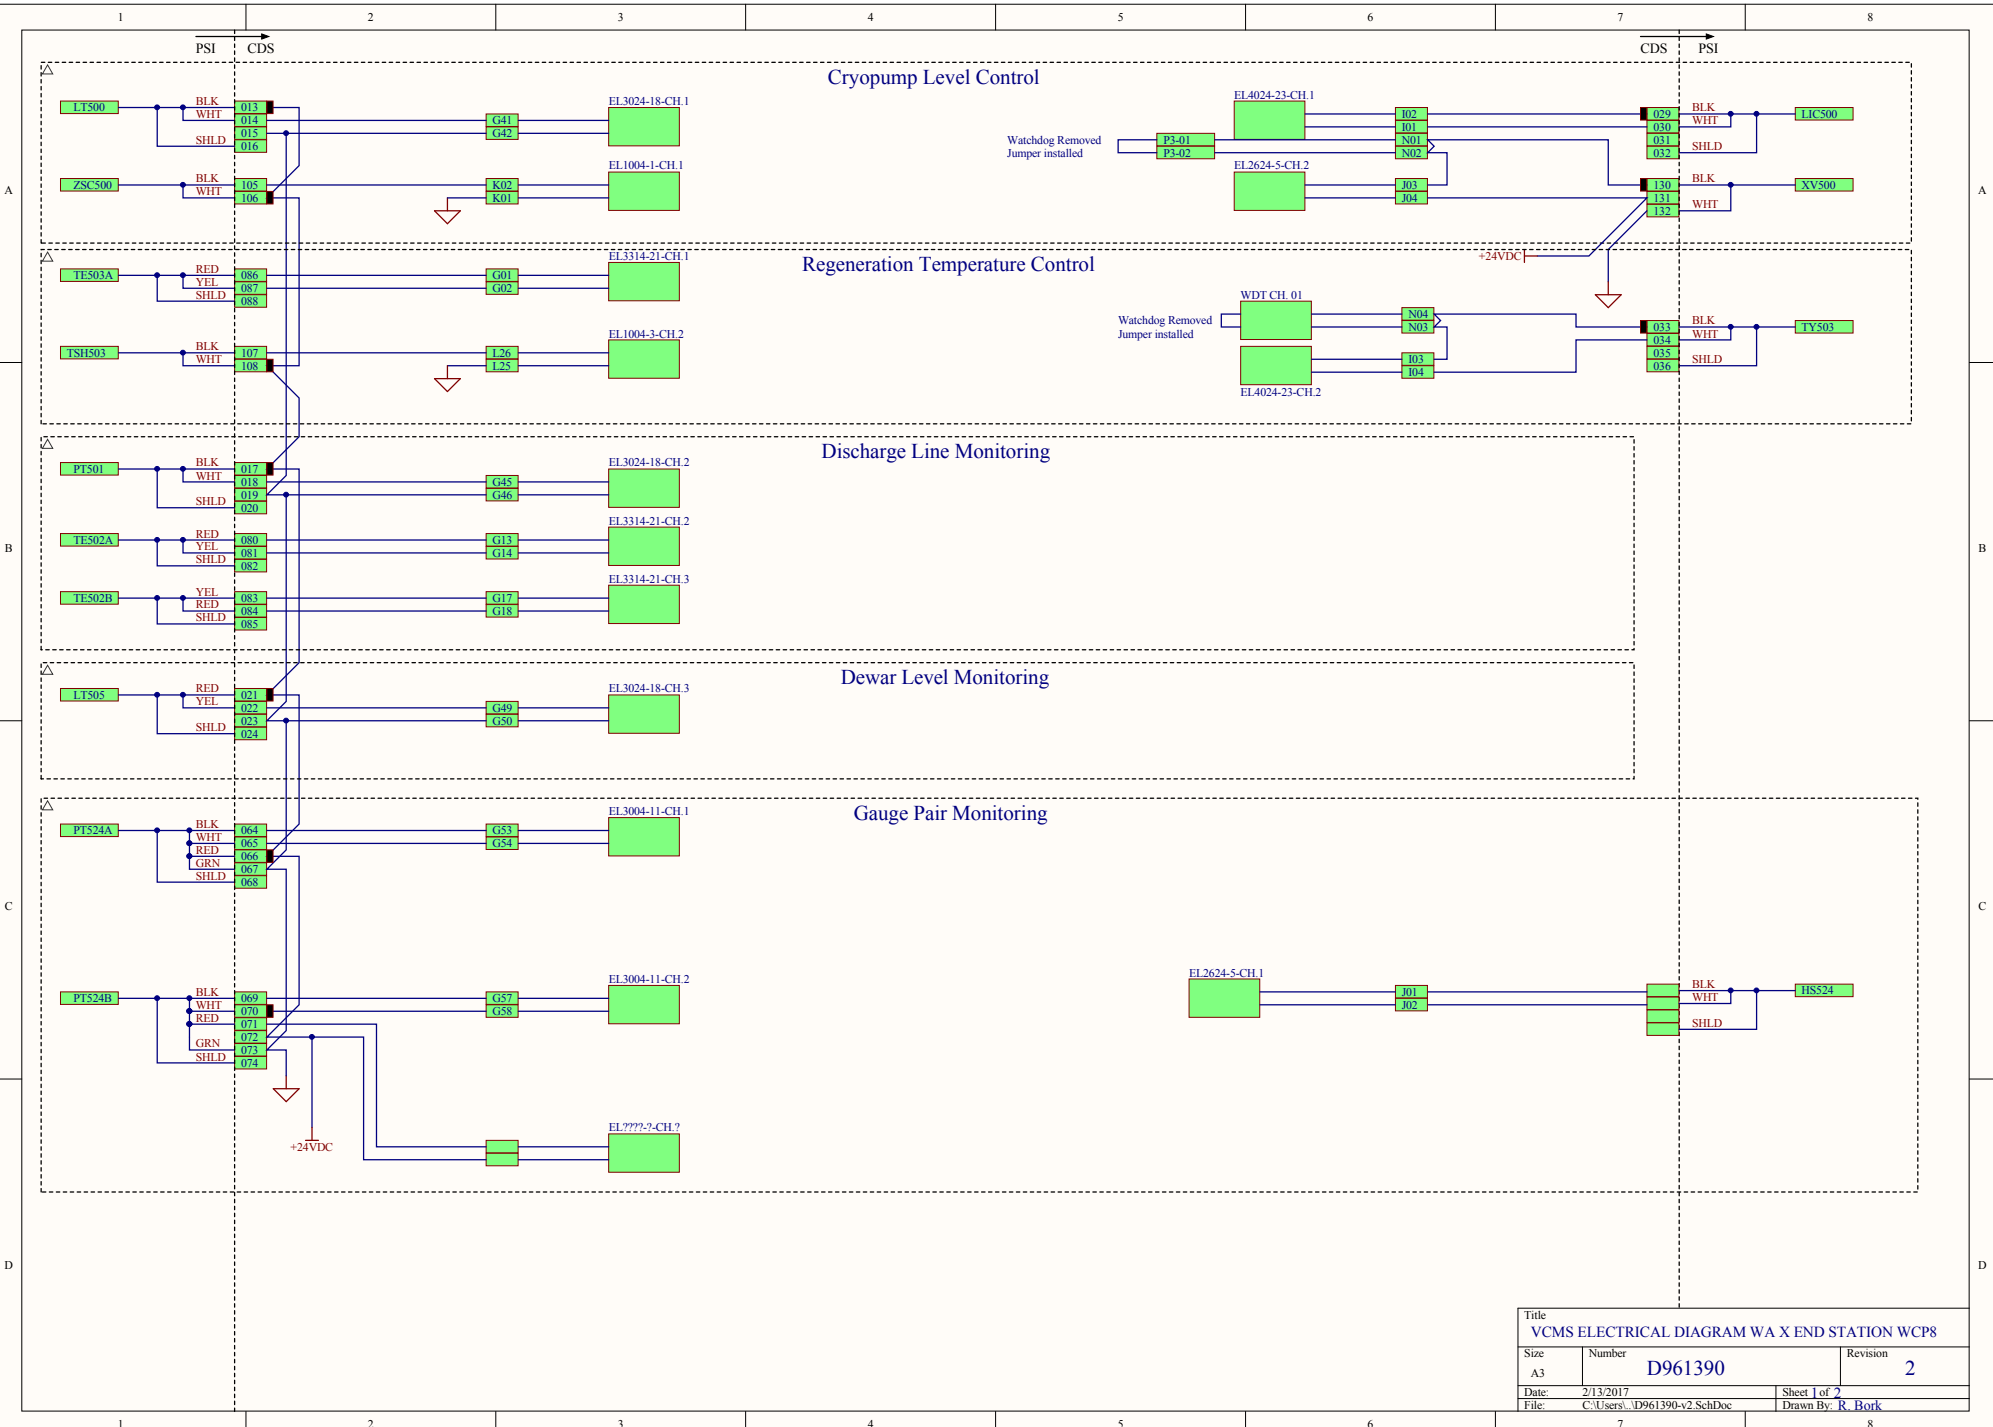 1 2 3 4 5 6 7 8
PSI CDS
CDS PSI
Cryopump Level Control
LT500
BLK 013
WHT 014
015
SHLD 016
G41
G42
EL3024-18-CH.1
ZSC500
BLK 105
WHT 106
K02
K01
EL1004-1-CH.1
Watchdog Removed
Jumper installed
P3-01
P3-02
EL4024-23-CH.1
EL2624-5-CH.2
I02
I01
N01
N02
J03
J04
029 BLK
030 WHT
031
032 SHLD
LIC500
130 BLK
131
132 WHT
XV500
+24VDC
A
A
Regeneration Temperature Control
TE503A
RED 086
YEL 087
SHLD 088
G01
G02
EL3314-21-CH.1
TSH503
BLK 107
WHT 108
L26
L25
EL1004-3-CH.2
Watchdog Removed
Jumper installed
WDT CH. 01
EL4024-23-CH.2
N04
N03
I03
I04
033 BLK
034 WHT
035
036 SHLD
TY503
Discharge Line Monitoring
PT501
BLK 017
WHT 018
019
SHLD 020
G45
G46
EL3024-18-CH.2
TE502A
RED 080
YEL 081
SHLD 082
G13
G14
EL3314-21-CH.2
B
B
TE502B
YEL 083
RED 084
SHLD 085
G17
G18
EL3314-21-CH.3
Dewar Level Monitoring
LT505
RED 021
YEL 022
023
SHLD 024
G49
G50
EL3024-18-CH.3
Gauge Pair Monitoring
PT524A
BLK 064
WHT 065
RED 066
GRN 067
SHLD 068
G53
G54
EL3004-11-CH.1
C
C
PT524B
BLK 069
WHT 070
RED 071
072
GRN 073
SHLD 074
G57
G58
EL3004-11-CH.2
EL2624-5-CH.1
J01
J02
BLK
WHT
SHLD
HS524
+24VDC
EL????-?-CH.?
D
D
Title
VCMS ELECTRICAL DIAGRAM WA X END STATION WCP8
Size Number Revision
A3 D961390 2
Date: 2/13/2017 Sheet 1 of 2
File: C:\Users\..\D961390-v2.SchDoc Drawn By: R. Bork
1 2 3 4 5 6 7 8